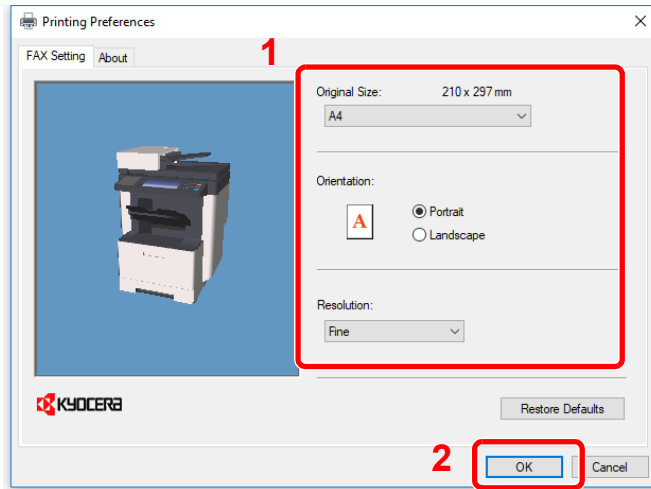 Printing Preferences
FAX Setting About
1
Original Size: 210 x 297 mm
A4
Orientation:
A
Portrait
Landscape
Resolution:
Fine
KYOCERA
Restore Defaults
2
OK Cancel